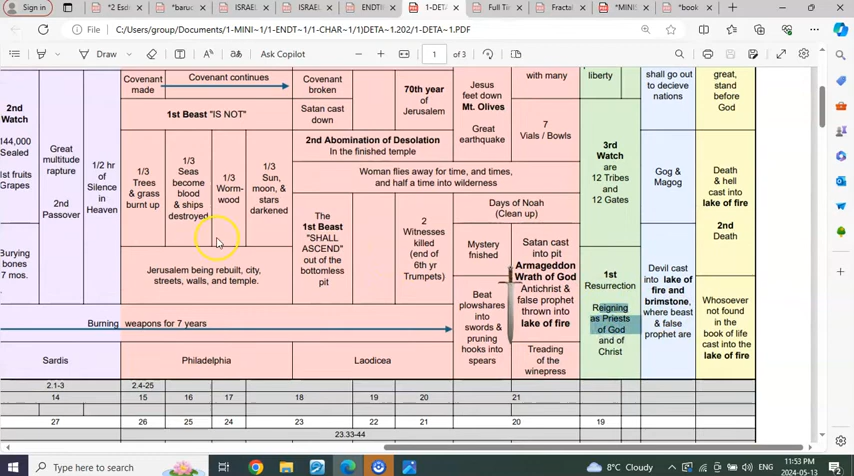 Sign in
*2 Esdr
*baruc
ISRAEL
ISRAEL
ENDTI
1-DETA
Full Tim
Fractal
*MINIS
*book
File
C:/Users/group/Documents/1-MINI~1/1-ENDT~1/1-CHAR~1/1)DETA~1.202/1-DETA~1.PDF
Draw
Ask Copilot
1
of 3
2nd
Watch
144,000
Sealed
1st fruits
Grapes
Burying
bones
7 mos.
Great
multitude
rapture
2nd
Passover
1/2 hr
of
Silence
in
Heaven
Covenant
made
Covenant continues
1st Beast "IS NOT"
1/3
Trees
& grass
burnt up
1/3
Seas
become
blood
& ships
destroyed
1/3
Worm-
wood
1/3
Sun,
moon, &
stars
darkened
Jerusalem being rebuilt, city,
streets, walls, and temple.
Covenant
broken
Satan cast
down
70th year
of
Jerusalem
2nd Abomination of Desolation
In the finished temple
Woman flies away for time, and times,
and half a time into wilderness
The
1st Beast
"SHALL
ASCEND"
out of the
bottomless
pit
2
Witnesses
killed
(end of
6th yr
Trumpets)
Jesus
feet down
Mt. Olives
Great
earthquake
with many
7
Vials / Bowls
Days of Noah
(Clean up)
Mystery
fnished
Beat
plowshares
into
swords &
pruning
hooks into
spears
Satan cast
into pit
Armageddon
Wrath of God
Antichrist &
false prophet
thrown into
lake of fire
Treading
of the
winepress
liberty
3rd
Watch
are
12 Tribes
and
12 Gates
1st
Resurrection
Reigning
as Priests
of God
and of
Christ
shall go out
to decieve
nations
Gog &
Magog
Devil cast
into lake of
fire and
brimstone,
where beast
& false
prophet are
great,
stand
before
God
Death
& hell
cast into
lake of fire
2nd
Death
Whosoever
not found
in the
book of life
cast into the
lake of fire
Burning weapons for 7 years
Sardis
Philadelphia
Laodicea
2.1-3
2.4-25
14
15
16
17
18
19
20
21
27
26
25
24
23
22
21
20
19
23.33-44
Type here to search
8°C Cloudy
ENG
11:53 PM
2024-05-13